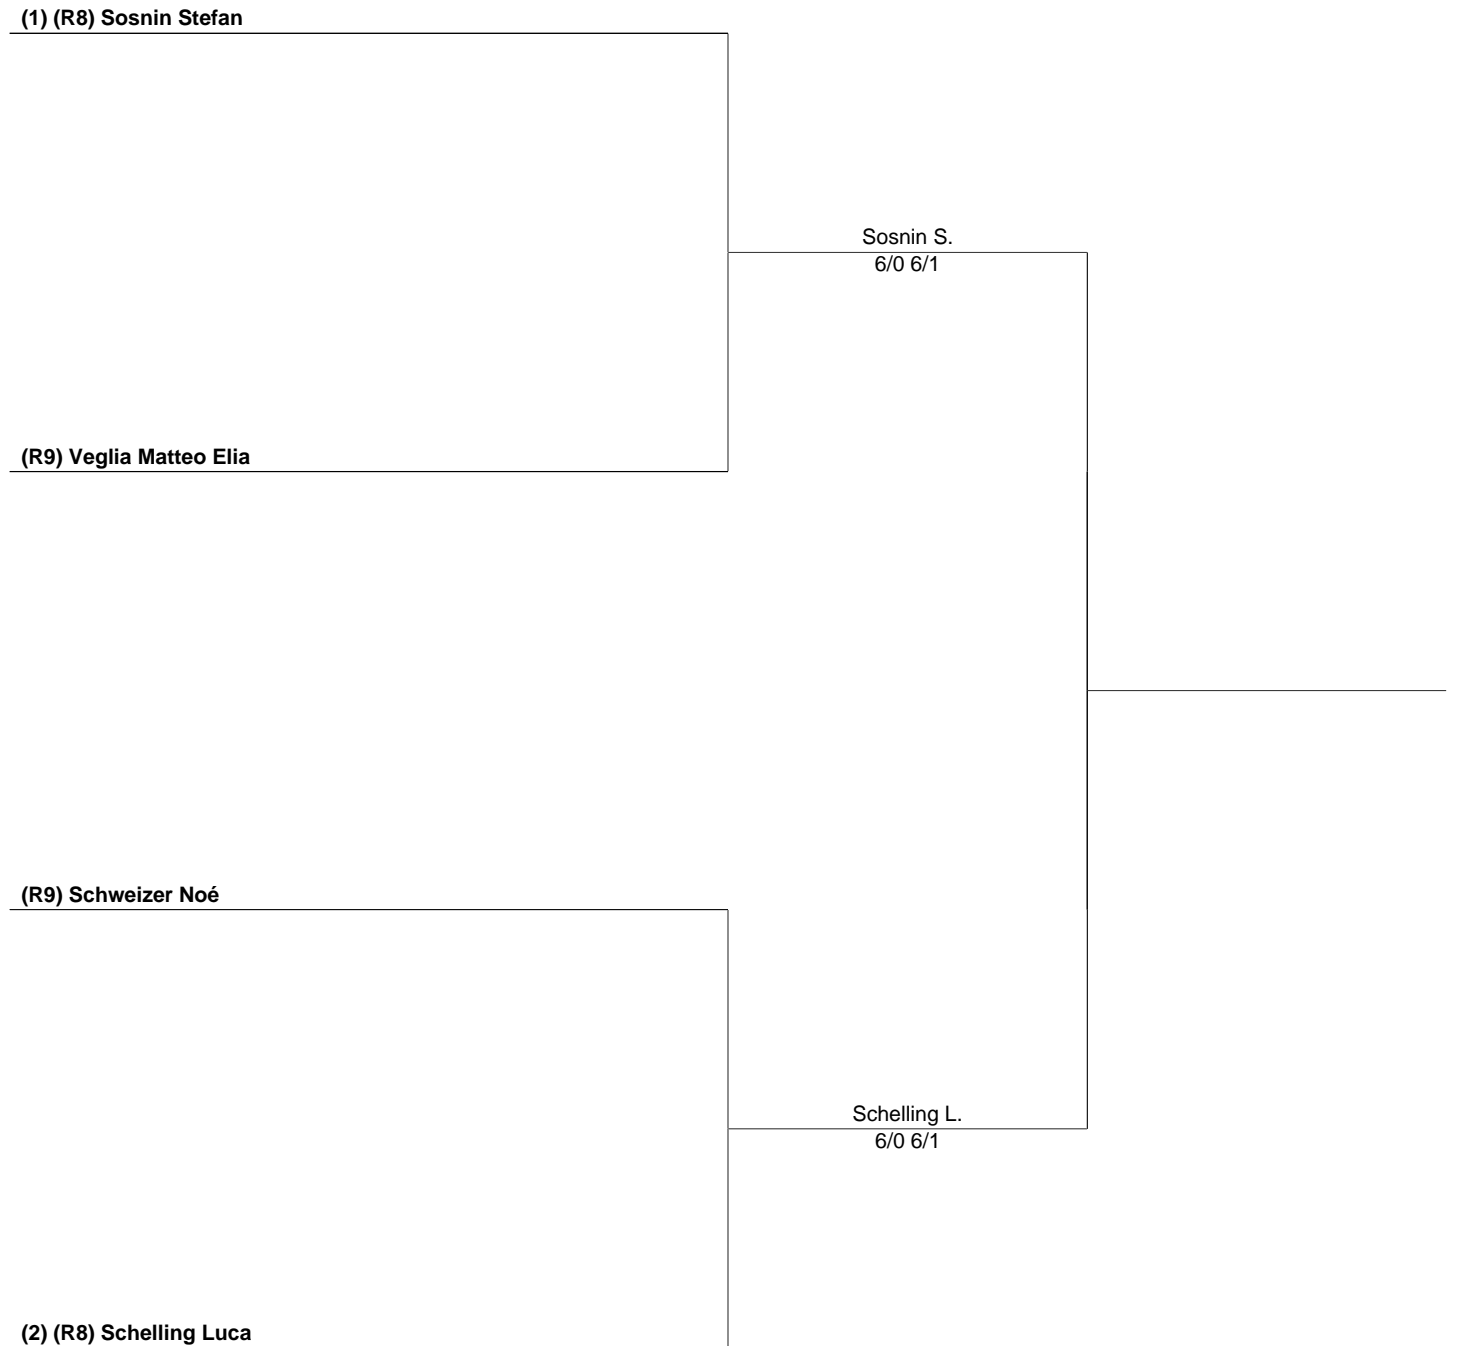 (1) (R8) Sosnin Stefan
Sosnin S.
6/0 6/1
(R9) Veglia Matteo Elia
(R9) Schweizer Noé
Schelling L.
6/0 6/1
(2) (R8) Schelling Luca